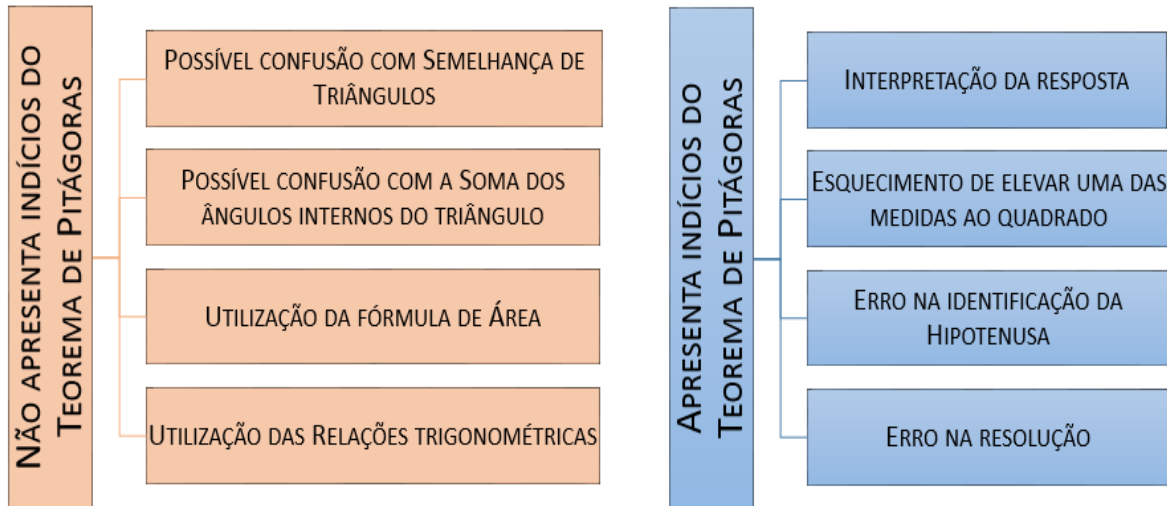 NÃO APRESENTA INDÍCIOS DO
TEOREMA DE PITÁGORAS
POSSÍVEL CONFUSÃO COM SEMELHANÇA DE
TRIÂNGULOS
POSSÍVEL CONFUSÃO COM A SOMA DOS
ÂNGULOS INTERNOS DO TRIÂNGULO
UTILIZAÇÃO DA FÓRMULA DE ÁREA
UTILIZAÇÃO DAS RELAÇÕES TRIGONOMÉTRICAS
APRESENTA INDÍCIOS DO
TEOREMA DE PITÁGORAS
INTERPRETAÇÃO DA RESPOSTA
ESQUECIMENTO DE ELEVAR UMA DAS
MEDIDAS AO QUADRADO
ERRO NA IDENTIFICAÇÃO DA
HIPOTENUSA
ERRO NA RESOLUÇÃO